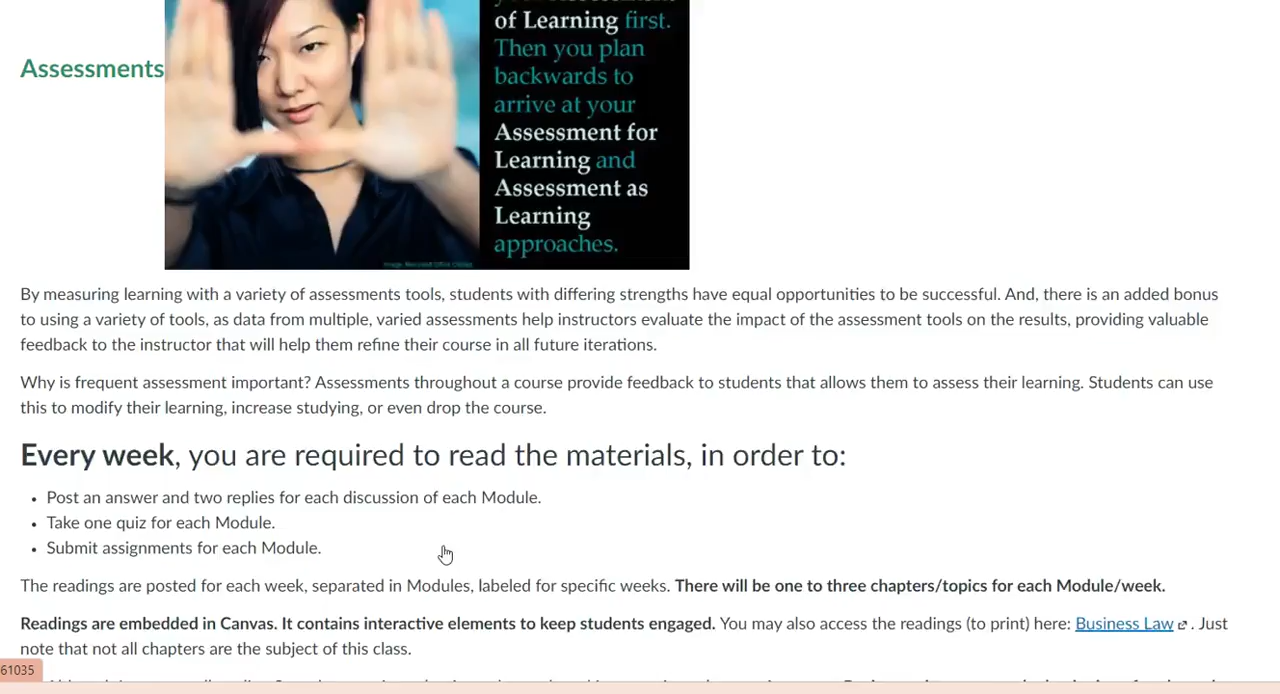 of Learning first.
Then you plan
backwards to
arrive at your
Assessment for
Learning and
Assessment as
Learning
approaches.
Assessments
By measuring learning with a variety of assessments tools, students with differing strengths have equal opportunities to be successful. And, there is an added bonus
to using a variety of tools, as data from multiple, varied assessments help instructors evaluate the impact of the assessment tools on the results, providing valuable
feedback to the instructor that will help them refine their course in all future iterations.
Why is frequent assessment important? Assessments throughout a course provide feedback to students that allows them to assess their learning. Students can use
this to modify their learning, increase studying, or even drop the course.
Every week, you are required to read the materials, in order to:
• Post an answer and two replies for each discussion of each Module.
• Take one quiz for each Module.
• Submit assignments for each Module.
The readings are posted for each week, separated in Modules, labeled for specific weeks. There will be one to three chapters/topics for each Module/week.
Readings are embedded in Canvas. It contains interactive elements to keep students engaged. You may also access the readings (to print) here: Business Law . Just
note that not all chapters are the subject of this class.
61035